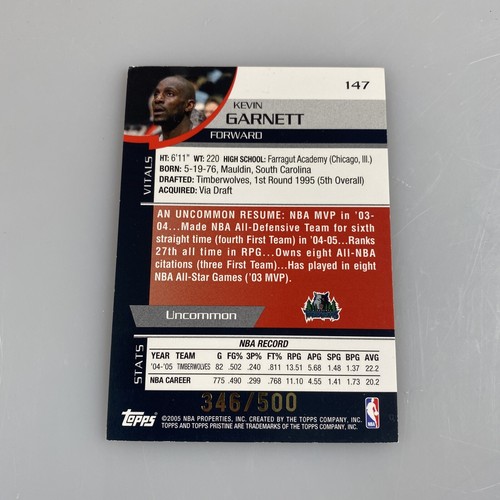 147
KEVIN
GARNETT
FORWARD
VITALS
HT: 6'11" WT: 220 HIGH SCHOOL: Farragut Academy (Chicago, Ill.)
BORN: 5-19-76, Mauldin, South Carolina
DRAFTED: Timberwolves, 1st Round 1995 (5th Overall)
ACQUIRED: Via Draft
AN UNCOMMON RESUME: NBA MVP in '03-
04...Made NBA All-Defensive Team for sixth
straight time (fourth First Team) in '04-05...Ranks
27th all time in RPG...Owns eight All-NBA
citations (three First Team)...Has played in eight
NBA All-Star Games ('03 MVP).
Uncommon
STATS
NBA RECORD
YEAR TEAM G FG% 3P% FT% RPG APG SPG BPG AVG
'04-'05 TIMBERWOLVES 82 .502 .240 .811 13.51 5.68 1.48 1.37 22.2
NBA CAREER 775 .490 .299 .768 11.10 4.55 1.41 1.73 20.2
346/500
Topps
©2005 NBA PROPERTIES, INC. CREATED BY THE TOPPS COMPANY, INC.
TOPPS AND TOPPS PRISTINE ARE TRADEMARKS OF THE TOPPS COMPANY, INC.